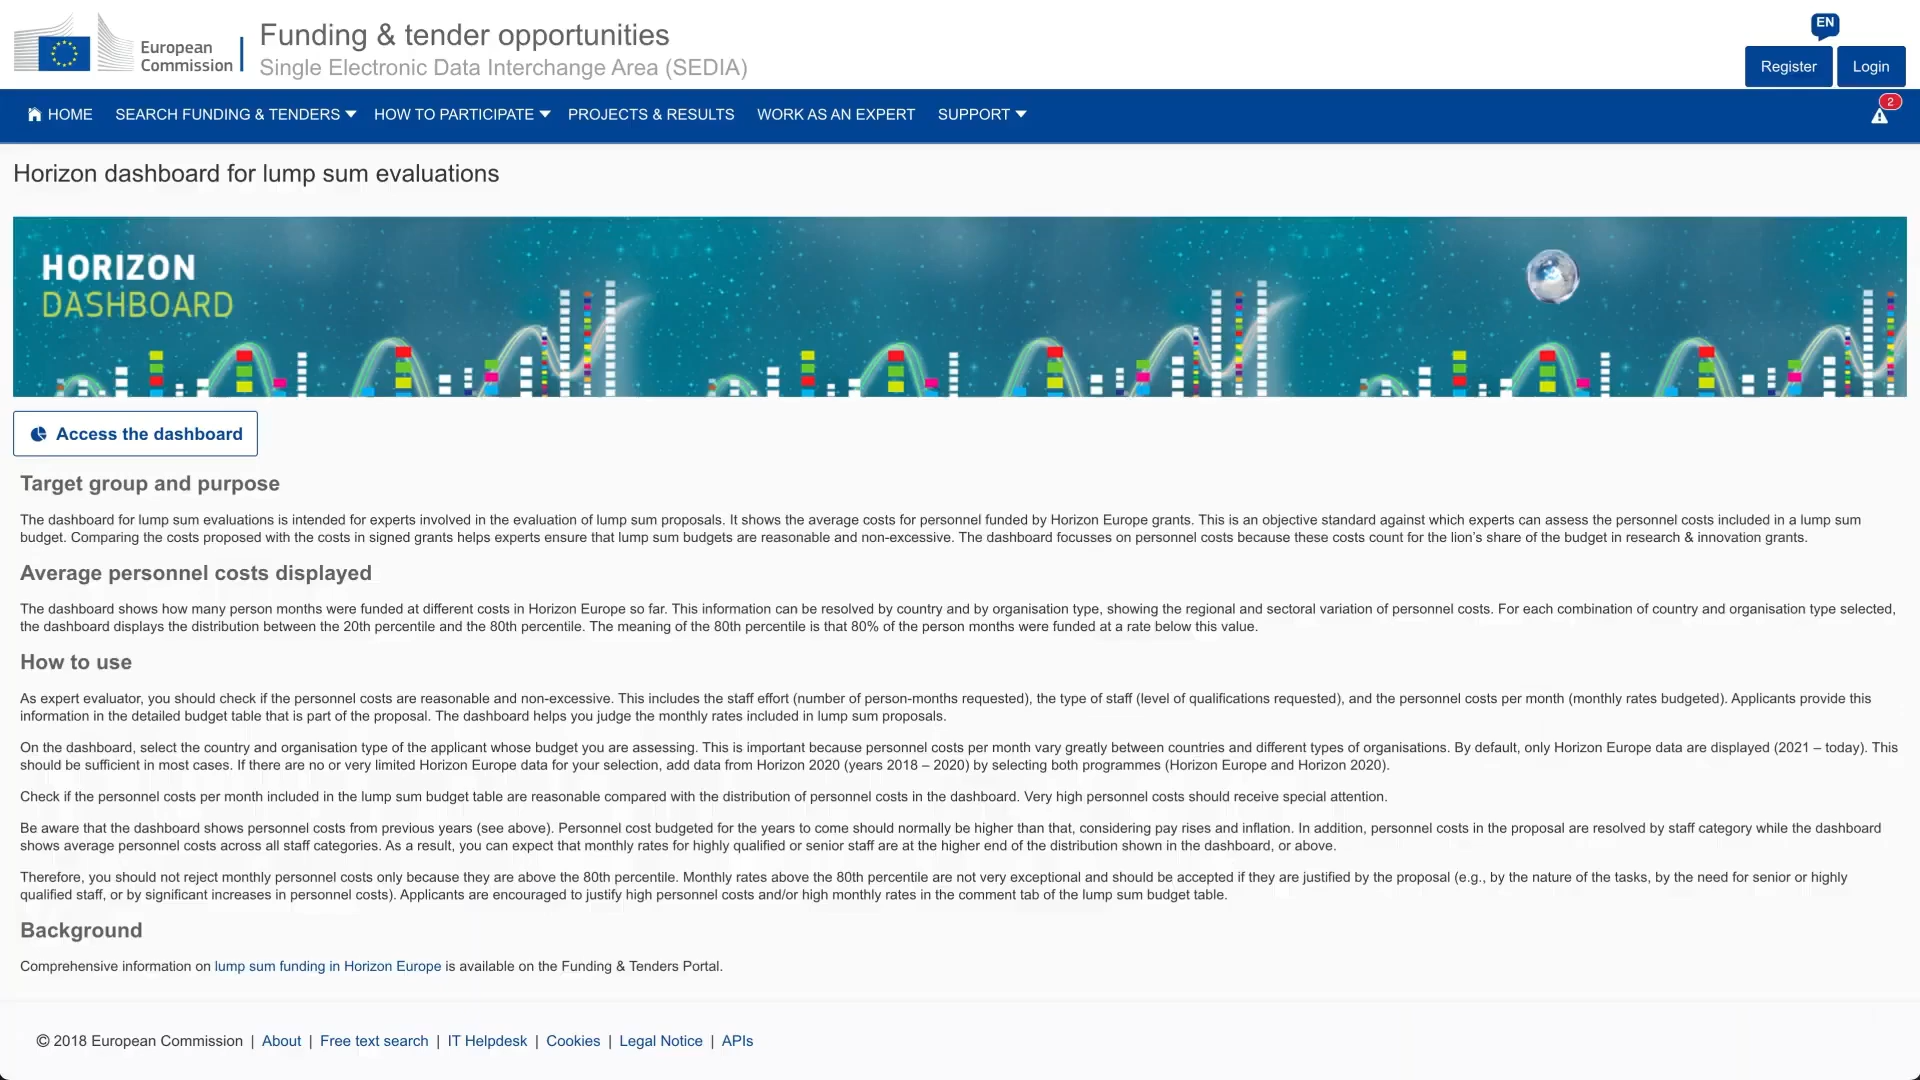 European
Commission
Funding & tender opportunities
Single Electronic Data Interchange Area (SEDIA)
EN
Register Login
HOME SEARCH FUNDING & TENDERS HOW TO PARTICIPATE PROJECTS & RESULTS WORK AS AN EXPERT SUPPORT 2
Horizon dashboard for lump sum evaluations
HORIZON
DASHBOARD
Access the dashboard
Target group and purpose
The dashboard for lump sum evaluations is intended for experts involved in the evaluation of lump sum proposals. It shows the average costs for personnel funded by Horizon Europe grants. This is an objective standard against which experts can assess the personnel costs included in a lump sum
budget. Comparing the costs proposed with the costs in signed grants helps experts ensure that lump sum budgets are reasonable and non-excessive. The dashboard focusses on personnel costs because these costs count for the lion’s share of the budget in research & innovation grants.
Average personnel costs displayed
The dashboard shows how many person months were funded at different costs in Horizon Europe so far. This information can be resolved by country and by organisation type, showing the regional and sectoral variation of personnel costs. For each combination of country and organisation type selected,
the dashboard displays the distribution between the 20th percentile and the 80th percentile. The meaning of the 80th percentile is that 80% of the person months were funded at a rate below this value.
How to use
As expert evaluator, you should check if the personnel costs are reasonable and non-excessive. This includes the staff effort (number of person-months requested), the type of staff (level of qualifications requested), and the personnel costs per month (monthly rates budgeted). Applicants provide this
information in the detailed budget table that is part of the proposal. The dashboard helps you judge the monthly rates included in lump sum proposals.
On the dashboard, select the country and organisation type of the applicant whose budget you are assessing. This is important because personnel costs per month vary greatly between countries and different types of organisations. By default, only Horizon Europe data are displayed (2021 – today). This
should be sufficient in most cases. If there are no or very limited Horizon Europe data for your selection, add data from Horizon 2020 (years 2018 – 2020) by selecting both programmes (Horizon Europe and Horizon 2020).
Check if the personnel costs per month included in the lump sum budget table are reasonable compared with the distribution of personnel costs in the dashboard. Very high personnel costs should receive special attention.
Be aware that the dashboard shows personnel costs from previous years (see above). Personnel cost budgeted for the years to come should normally be higher than that, considering pay rises and inflation. In addition, personnel costs in the proposal are resolved by staff category while the dashboard
shows average personnel costs across all staff categories. As a result, you can expect that monthly rates for highly qualified or senior staff are at the higher end of the distribution shown in the dashboard, or above.
Therefore, you should not reject monthly personnel costs only because they are above the 80th percentile. Monthly rates above the 80th percentile are not very exceptional and should be accepted if they are justified by the proposal (e.g., by the nature of the tasks, by the need for senior or highly
qualified staff, or by significant increases in personnel costs). Applicants are encouraged to justify high personnel costs and/or high monthly rates in the comment tab of the lump sum budget table.
Background
Comprehensive information on lump sum funding in Horizon Europe is available on the Funding & Tenders Portal.
© 2018 European Commission | About | Free text search | IT Helpdesk | Cookies | Legal Notice | APIs